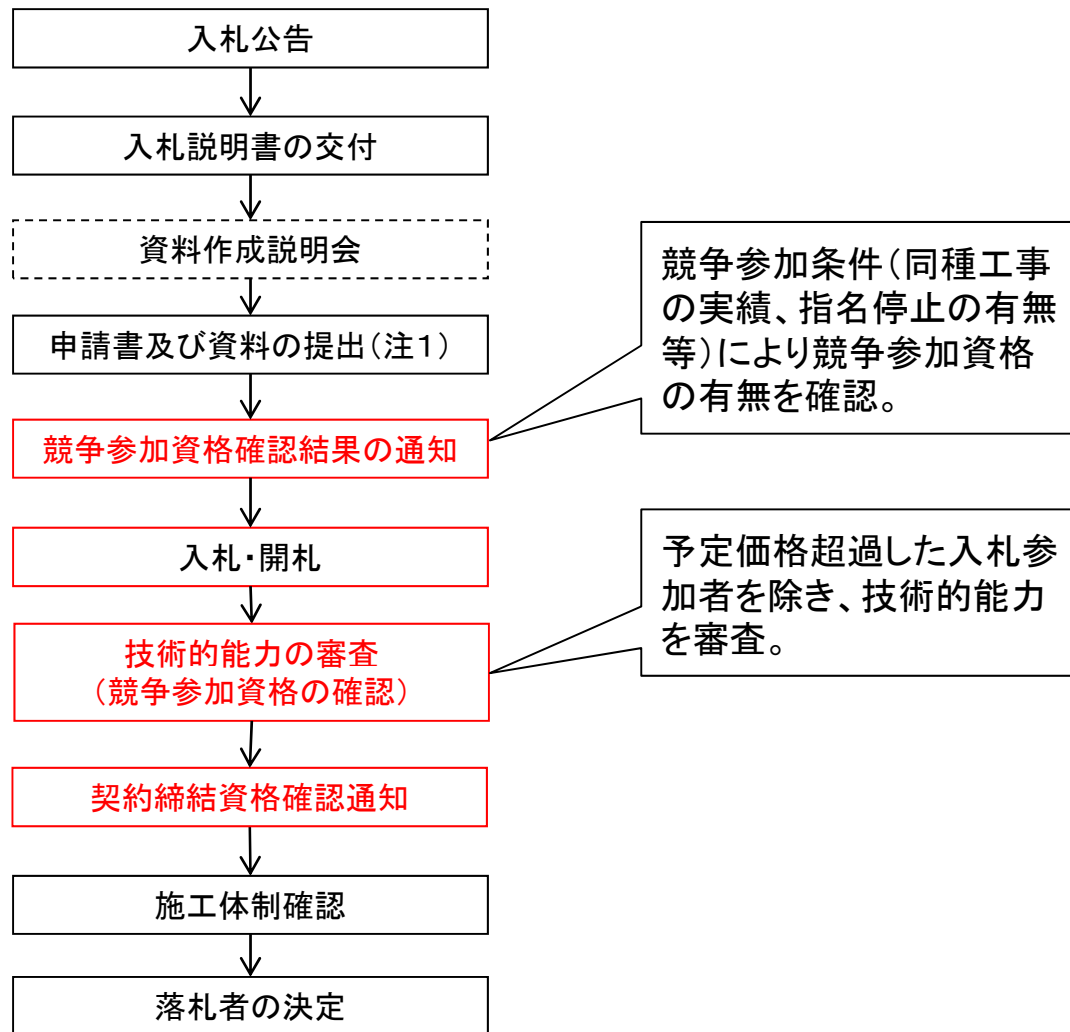 入札公告
入札説明書の交付
資料作成説明会
申請書及び資料の提出(注1)
競争参加条件(同種工事
の実績、指名停止の有無
等)により競争参加資格
の有無を確認。
競争参加資格確認結果の通知
入札・開札
予定価格超過した入札参
加者を除き、技術的能力
を審査。
技術的能力の審査
(競争参加資格の確認)
契約締結資格確認通知
施工体制確認
落札者の決定